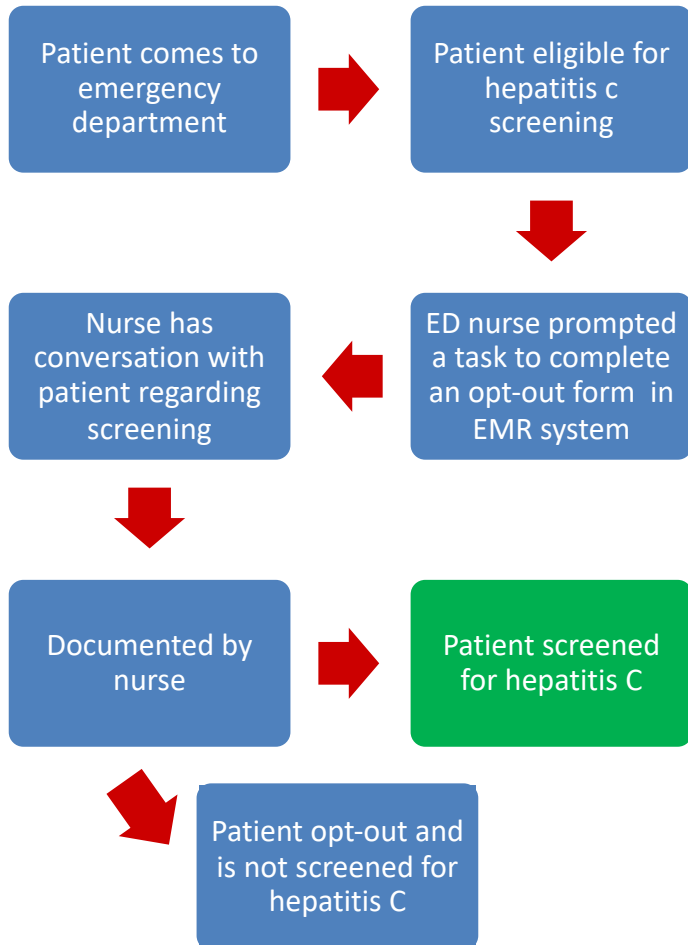 Patient comes to
emergency
department
Patient eligible for
hepatitis c
screening
ED nurse prompted
a task to complete
an opt-out form in
EMR system
Nurse has
conversation with
patient regarding
screening
Documented by
nurse
Patient screened
for hepatitis C
Patient opt-out and
is not screened for
hepatitis C